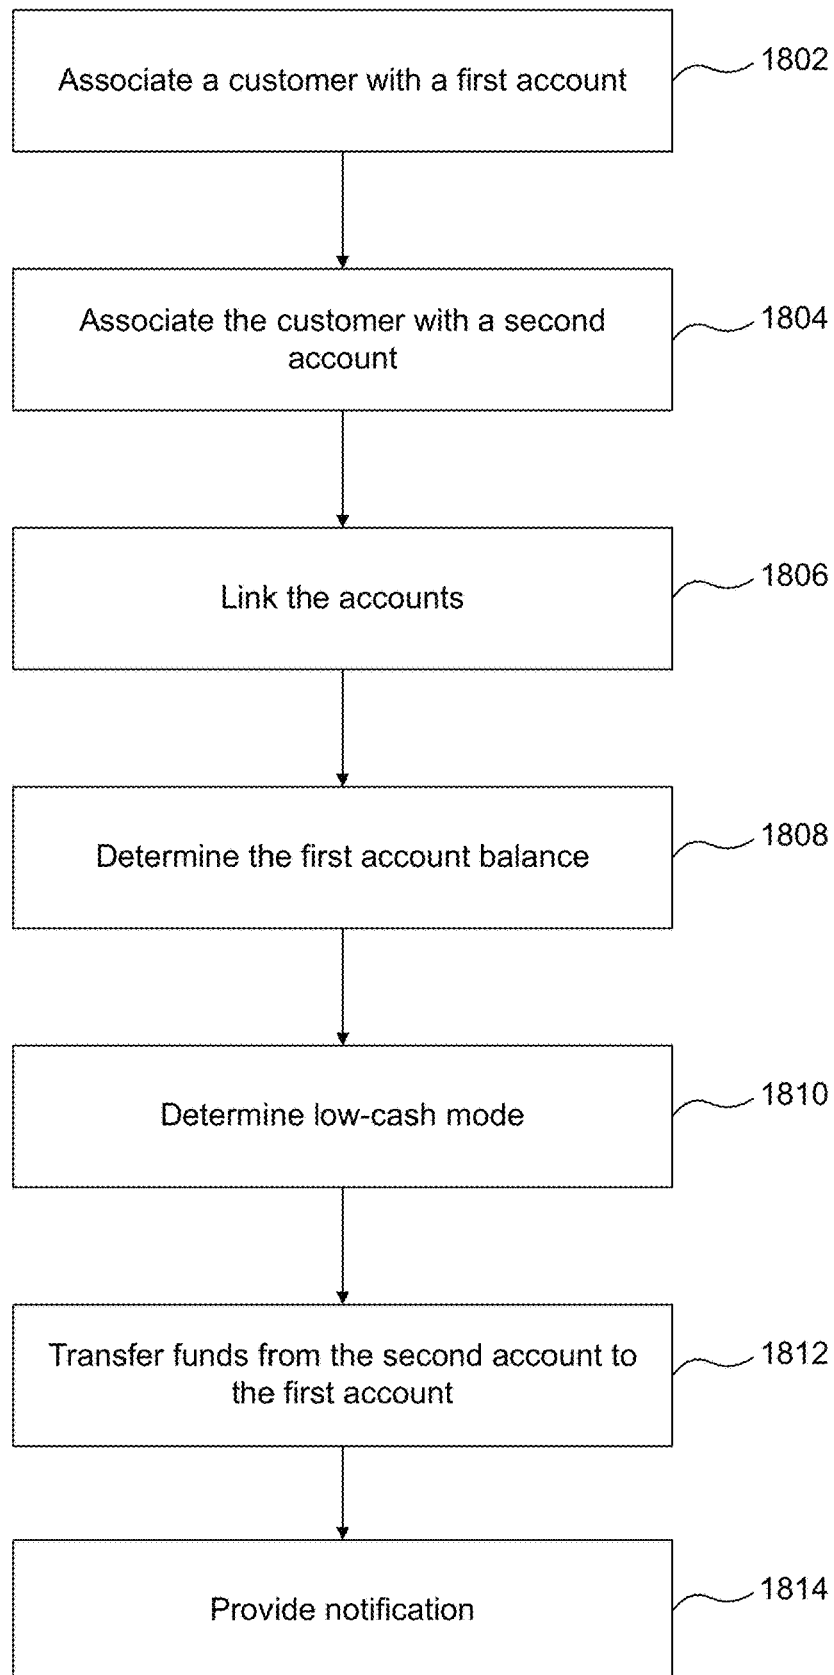 Associate a customer with a first account
1802
Associate the customer with a second
account
1804
Link the accounts
1806
Determine the first account balance
1808
Determine low-cash mode
1810
Transfer funds from the second account to
the first account
1812
Provide notification
1814